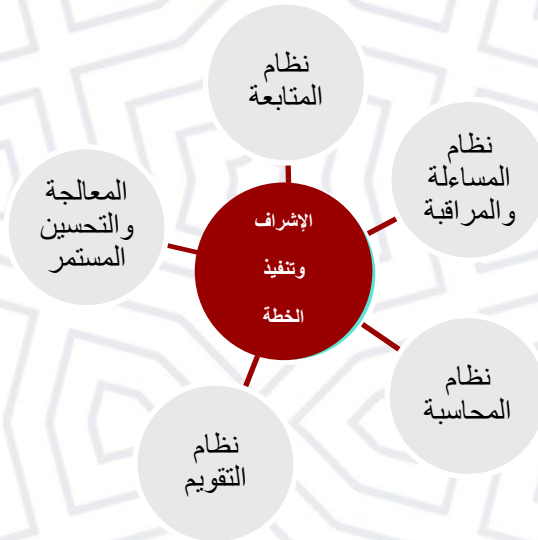 نظام
المتابعة
نظام
المساءلة
والمراقبة
نظام
المحاسبة
نظام
التقويم
المعالجة
والتحسين
المستمر
الإشراف
وتنفيذ
الخطة